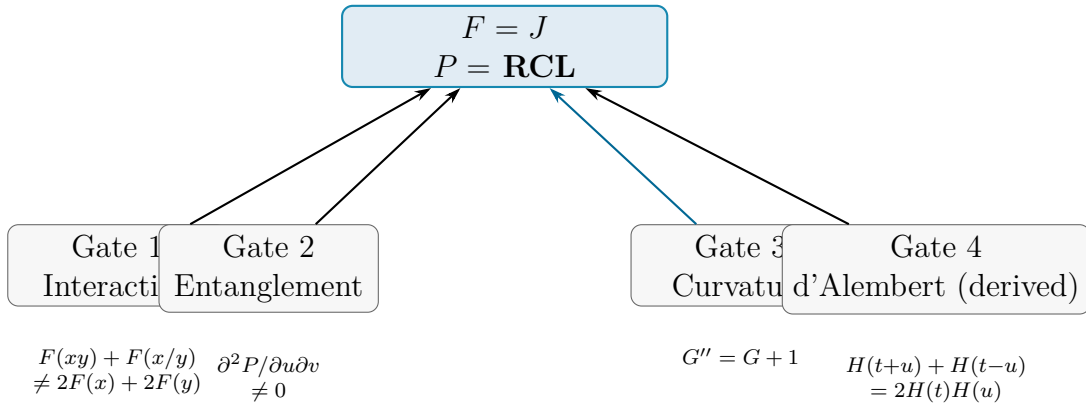 F = J
P = RCL
Gate 1
Interacti
Gate 2
Entanglement
Gate 3
Curvatu
Gate 4
d'Alembert (derived)
F(xy) + F(x/y)
≠ 2F(x) + 2F(y)
∂²P/∂u∂v
≠ 0
G′′ = G + 1
H(t+u) + H(t−u)
= 2H(t)H(u)